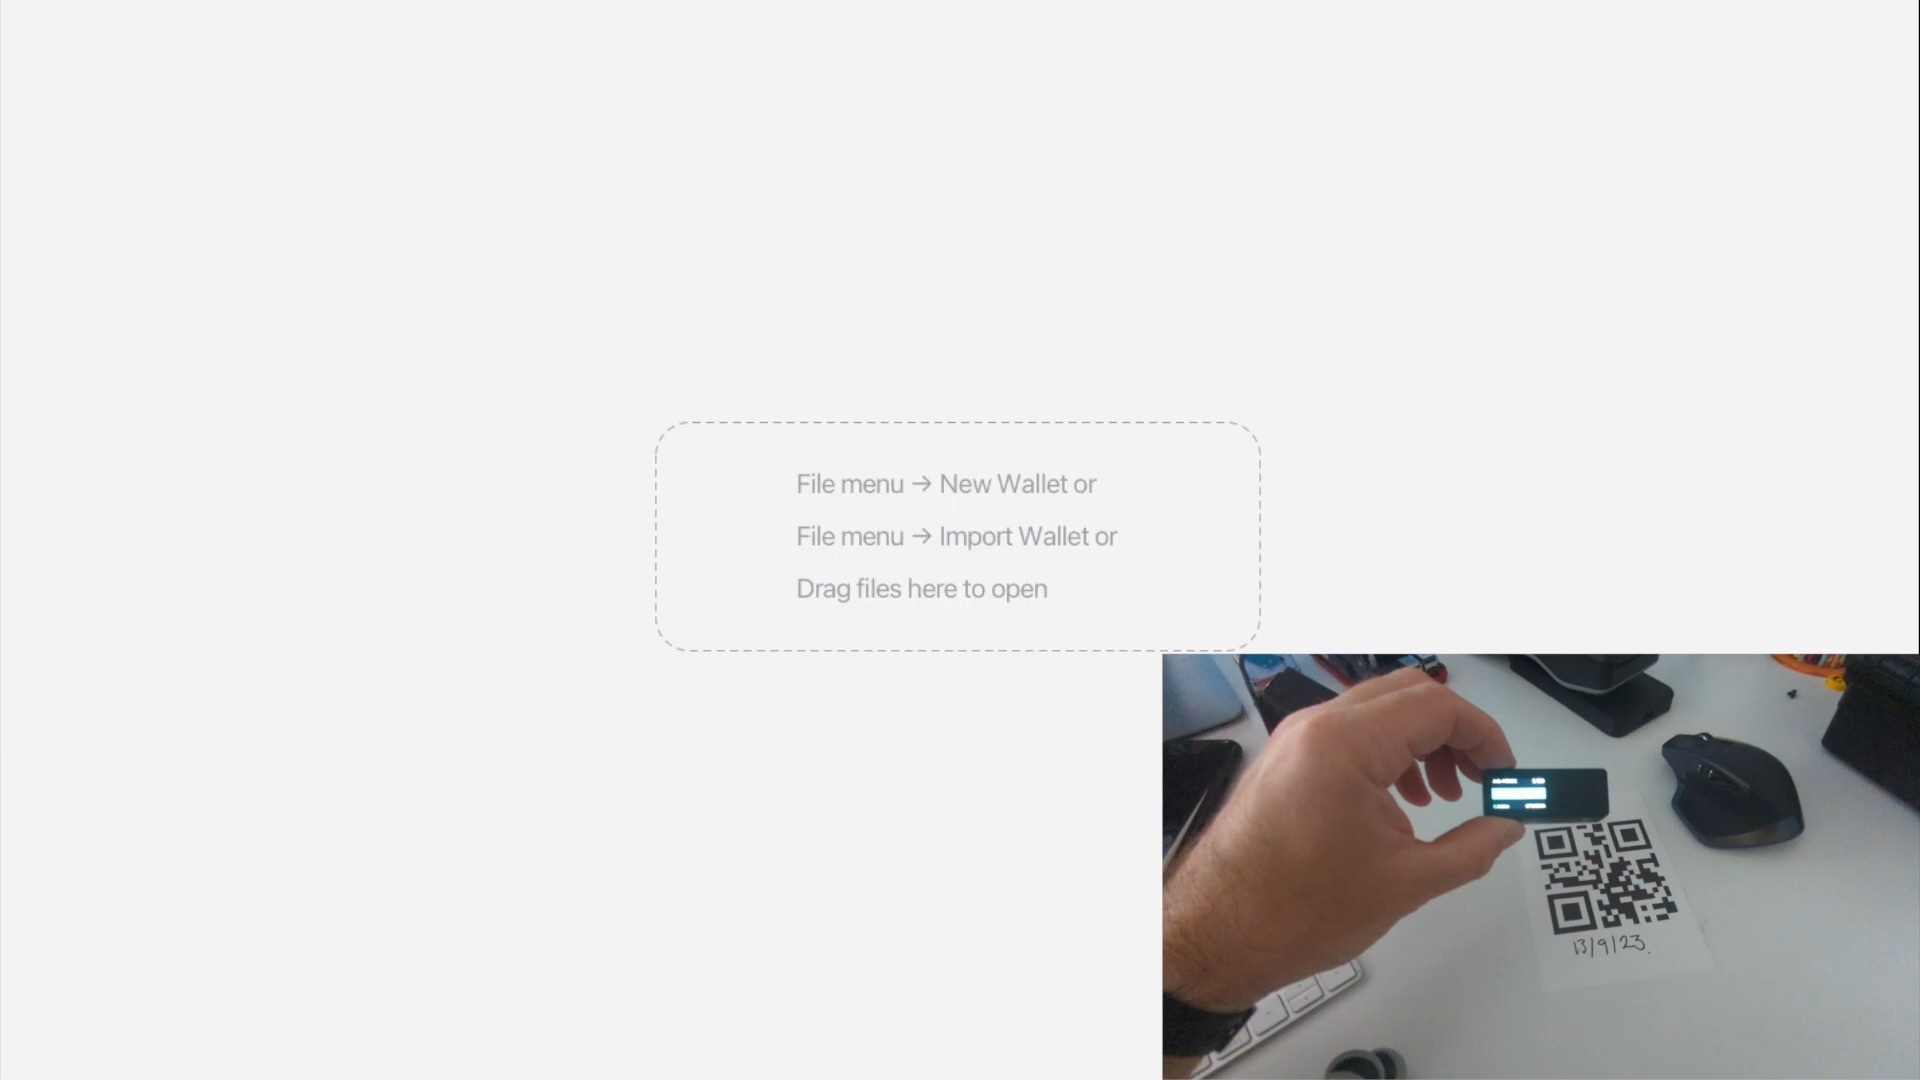 File menu → New Wallet or
File menu → Import Wallet or
Drag files here to open
13/9/23.